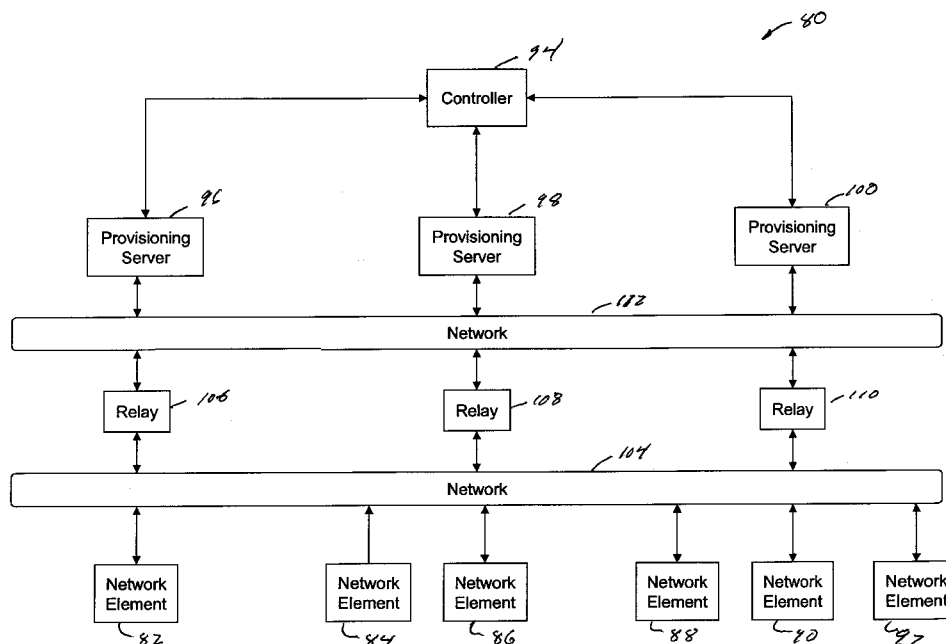 80
94
Controller
96
98
100
Provisioning
Server
Provisioning
Server
Provisioning
Server
112
Network
Relay
106
Relay
108
Relay
110
104
Network
Network
Element
Network
Element
Network
Element
Network
Element
Network
Element
Network
Element
82
84
86
88
90
92